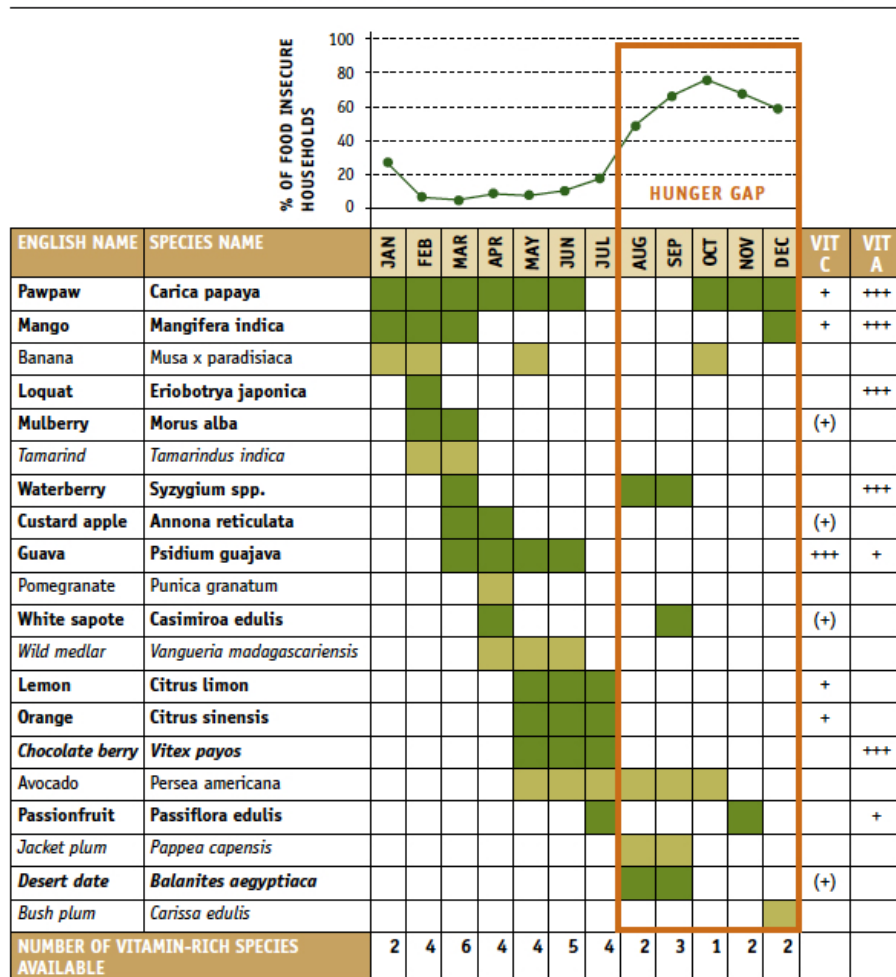 % OF FOOD INSECURE
HOUSEHOLDS
100
80
60
40
20
0
HUNGER GAP
ENGLISH NAME SPECIES NAME JAN FEB MAR APR MAY JUN JUL AUG SEP OCT NOV DEC VIT C VIT A
Pawpaw Carica papaya + +++
Mango Mangifera indica + +++
Banana Musa x paradisiaca
Loquat Eriobotrya japonica +++
Mulberry Morus alba (+)
Tamarind Tamarindus indica
Waterberry Syzygium spp. +++
Custard apple Annona reticulata (+)
Guava Psidium guajava +++ +
Pomegranate Punica granatum
White sapote Casimiroa edulis (+)
Wild medlar Vangueria madagascariensis
Lemon Citrus limon +
Orange Citrus sinensis +
Chocolate berry Vitex payos +++
Avocado Persea americana
Passionfruit Passiflora edulis +
Jacket plum Pappea capensis
Desert date Balanites aegyptiaca (+)
Bush plum Carissa edulis
NUMBER OF VITAMIN-RICH SPECIES
AVAILABLE
2 4 6 4 4 5 4 2 3 1 2 2